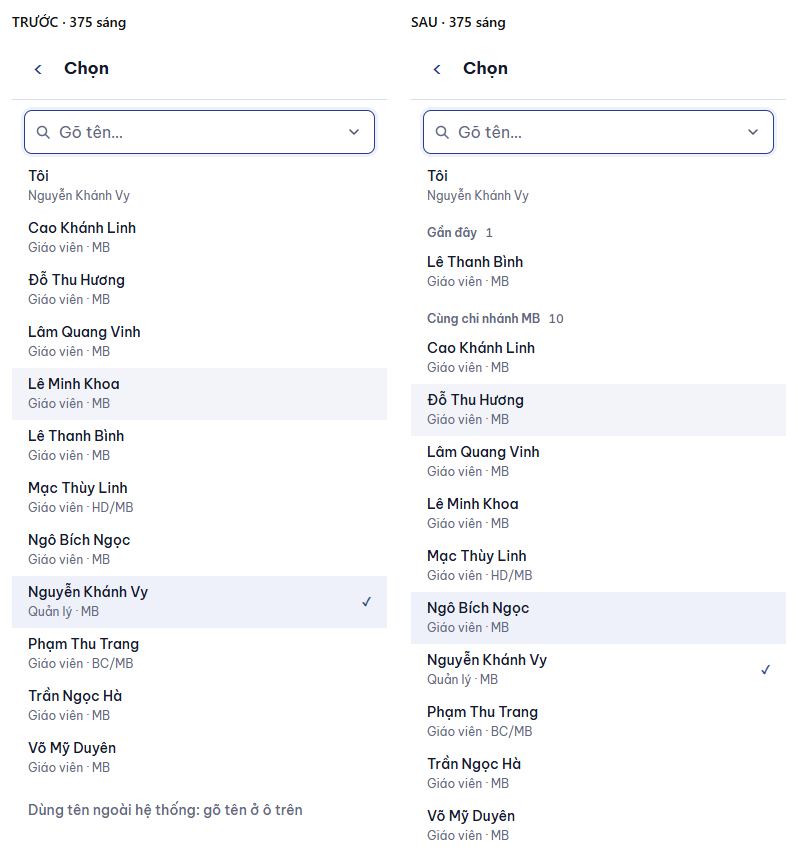 TRƯỚC · 375 sáng
Chọn
Gõ tên...
Tôi
Nguyễn Khánh Vy
Cao Khánh Linh
Giáo viên · MB
Đỗ Thu Hương
Giáo viên · MB
Lâm Quang Vinh
Giáo viên · MB
Lê Minh Khoa
Giáo viên · MB
Lê Thanh Bình
Giáo viên · MB
Mạc Thùy Linh
Giáo viên · HD/MB
Ngô Bích Ngọc
Giáo viên · MB
Nguyễn Khánh Vy
Quản lý · MB
Phạm Thu Trang
Giáo viên · BC/MB
Trần Ngọc Hà
Giáo viên · MB
Võ Mỹ Duyên
Giáo viên · MB
Dùng tên ngoài hệ thống: gõ tên ở ô trên
SAU · 375 sáng
Chọn
Gõ tên...
Tôi
Nguyễn Khánh Vy
Gần đây 1
Lê Thanh Bình
Giáo viên · MB
Cùng chi nhánh MB 10
Cao Khánh Linh
Giáo viên · MB
Đỗ Thu Hương
Giáo viên · MB
Lâm Quang Vinh
Giáo viên · MB
Lê Minh Khoa
Giáo viên · MB
Mạc Thùy Linh
Giáo viên · HD/MB
Ngô Bích Ngọc
Giáo viên · MB
Nguyễn Khánh Vy
Quản lý · MB
Phạm Thu Trang
Giáo viên · BC/MB
Trần Ngọc Hà
Giáo viên · MB
Võ Mỹ Duyên
Giáo viên · MB